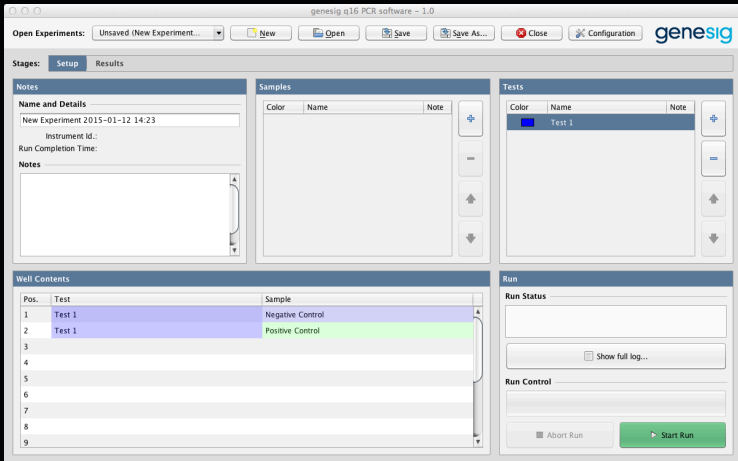 genesig q16 PCR software - 1.0
Open Experiments: Unsaved (New Experiment... New Open Save Save As... Close Configuration genesig
Stages: Setup Results
Notes
Name and Details
New Experiment 2015-01-12 14:23
Instrument Id.:
Run Completion Time:
Notes
Samples
Color Name Note
Tests
Color Name Note
Test 1
Well Contents
Pos. Test Sample
1 Test 1 Negative Control
2 Test 1 Positive Control
3
4
5
6
7
8
9
Run
Run Status
Show full log...
Run Control
Abort Run Start Run